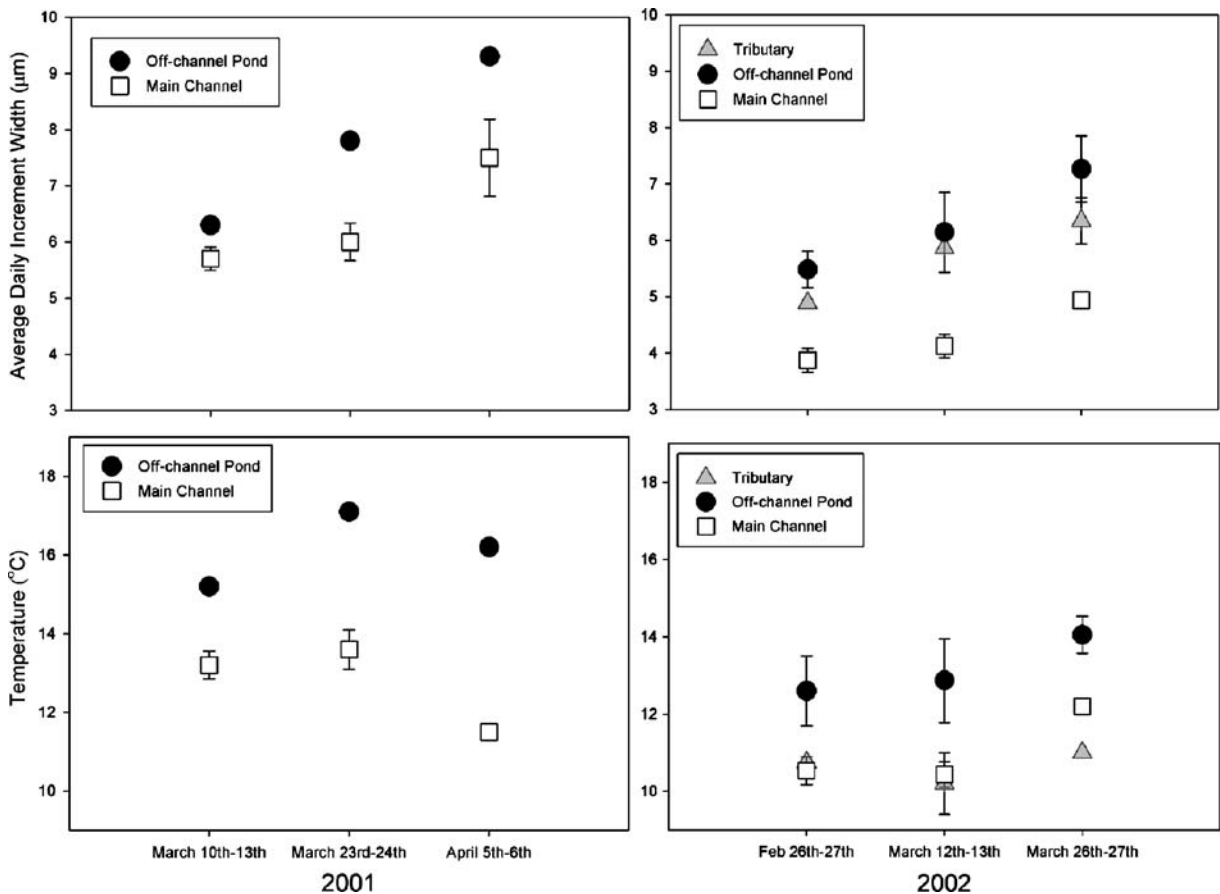 Average Daily Increment Width (μm)
10
9
8
7
6
5
4
3
Off-channel Pond
Main Channel
10
9
8
7
6
5
4
3
Tributary
Off-channel Pond
Main Channel
Temperature (°C)
18
16
14
12
10
Off-channel Pond
Main Channel
March 10th-13th
March 23rd-24th
April 5th-6th
2001
18
16
14
12
10
Tributary
Off-channel Pond
Main Channel
Feb 26th-27th
March 12th-13th
March 26th-27th
2002